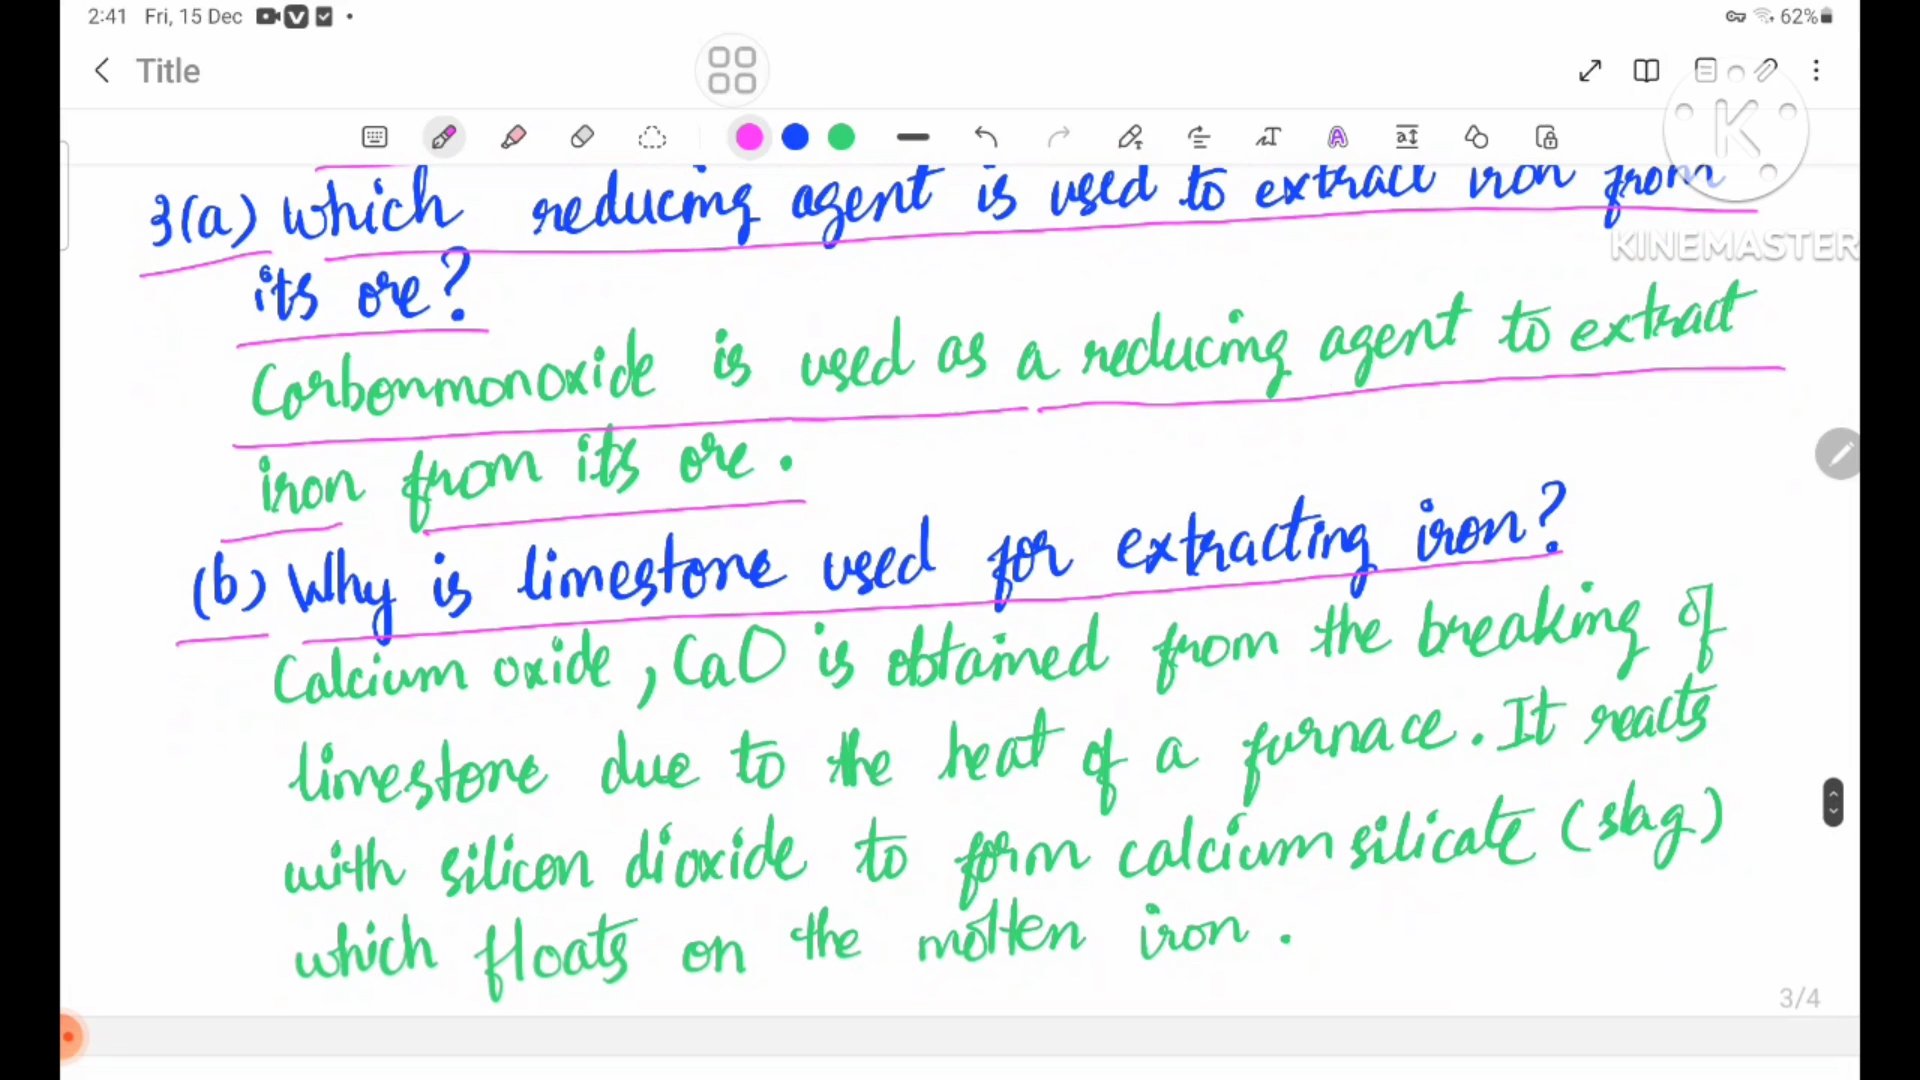 2:41 Fri, 15 Dec
62%
Title
K
KINEMASTER
3(a) Which reducing agent is used to extract iron from
its ore?
Carbonmonoxide is used as a reducing agent to extract
iron from its ore.
(b) Why is limestone used for extracting iron?
Calcium oxide, CaO is obtained from the breaking of
limestone due to the heat of a furnace. It reacts
with silicon dioxide to form calcium silicate (slag)
which floats on the molten iron.
3/4